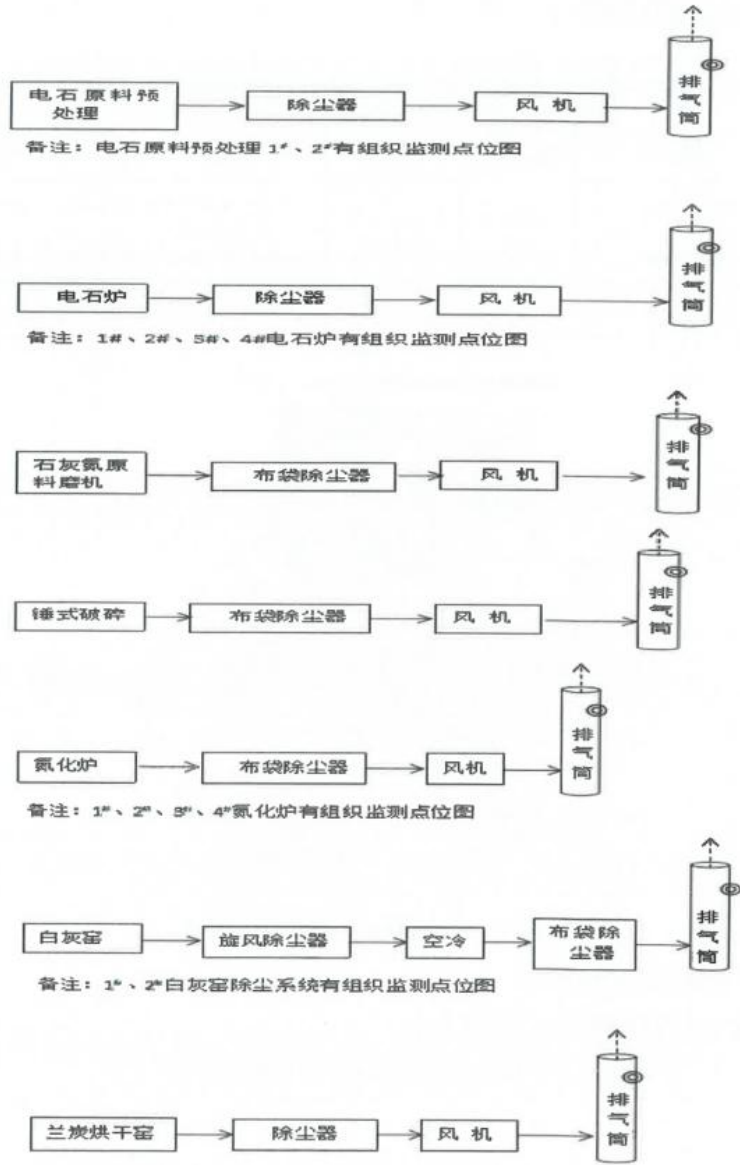 电石原料预处理
除尘器
风机
排气筒
备注：电石原料预处理1#、2#有组织监测点位图
电石炉
除尘器
风机
排气筒
备注：1#、2#、3#、4#电石炉有组织监测点位图
石灰氮原料磨机
布袋除尘器
风机
排气筒
锤式破碎
布袋除尘器
风机
排气筒
氮化炉
布袋除尘器
风机
排气筒
备注：1#、2#、3#、4#氮化炉有组织监测点位图
白灰窑
旋风除尘器
空冷
布袋除尘器
排气筒
备注：1#、2#白灰窑除尘系统有组织监测点位图
兰炭烘干窑
除尘器
风机
排气筒